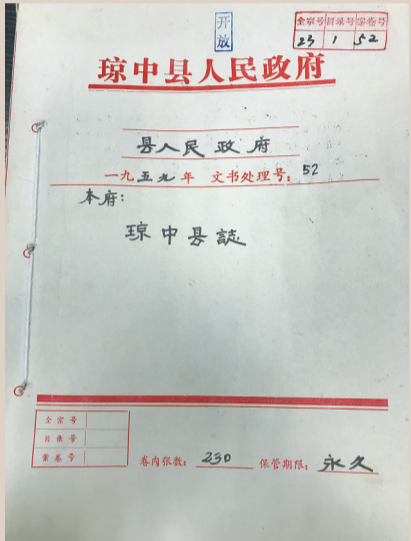 开放
全宗号 目录号 案卷号
23 1 52
琼中县人民政府
县人民政府
一九五九年 文书处理号：52
本府：
琼中县誌
全宗号
目录号
案卷号
卷内张数：230 保管期限：永久